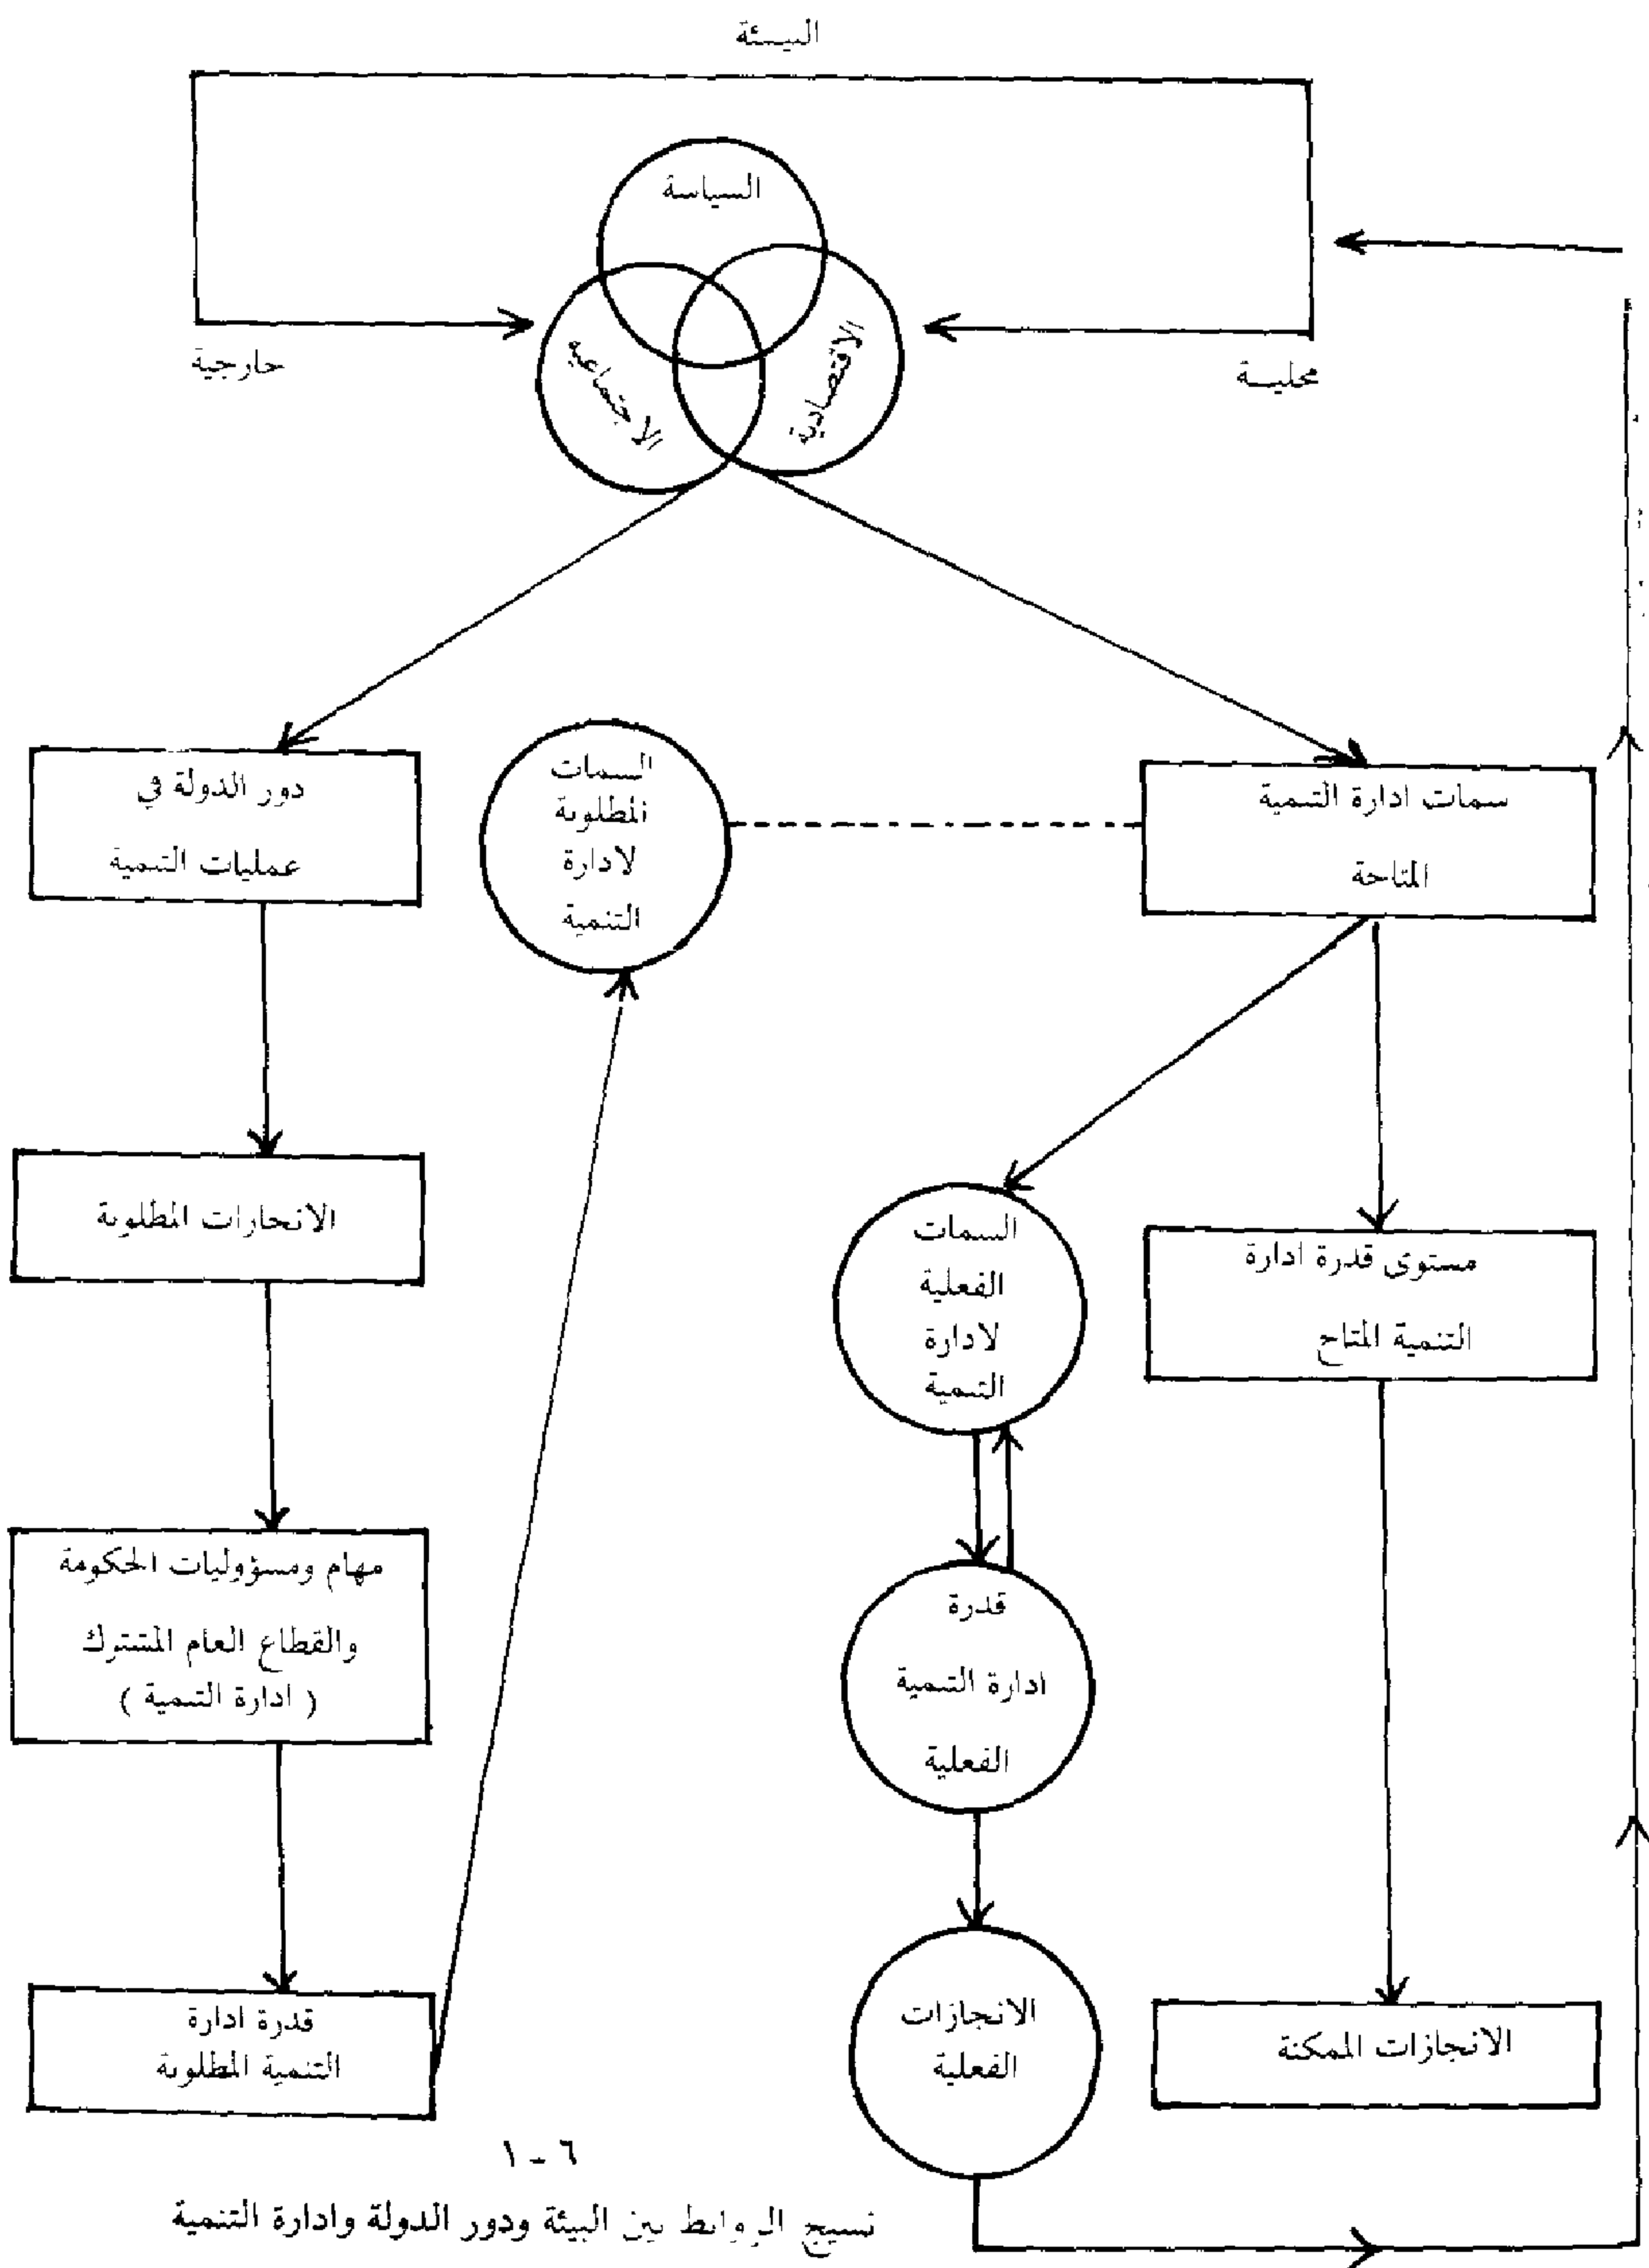 البيئة
السياسة
الاقتصادية
الاجتماعية
محلية
خارجية
سمات ادارة التنمية
المتاحة
السمات
المطلوبة
لادارة
التنمية
دور الدولة في
عمليات التنمية
الانجازات المطلوبة
مهام ومسؤوليات الحكومة
والقطاع العام المشترك
( ادارة التنمية )
قدرة ادارة
التنمية المطلوبة
مستوى قدرة ادارة
التنمية المتاح
السمات
الفعلية
لادارة
التنمية
قدرة
ادارة التنمية
الفعلية
الانجازات
الفعلية
الانجازات الممكنة
٦ - ١
نسيج الروابط بين البيئة ودور الدولة وادارة التنمية